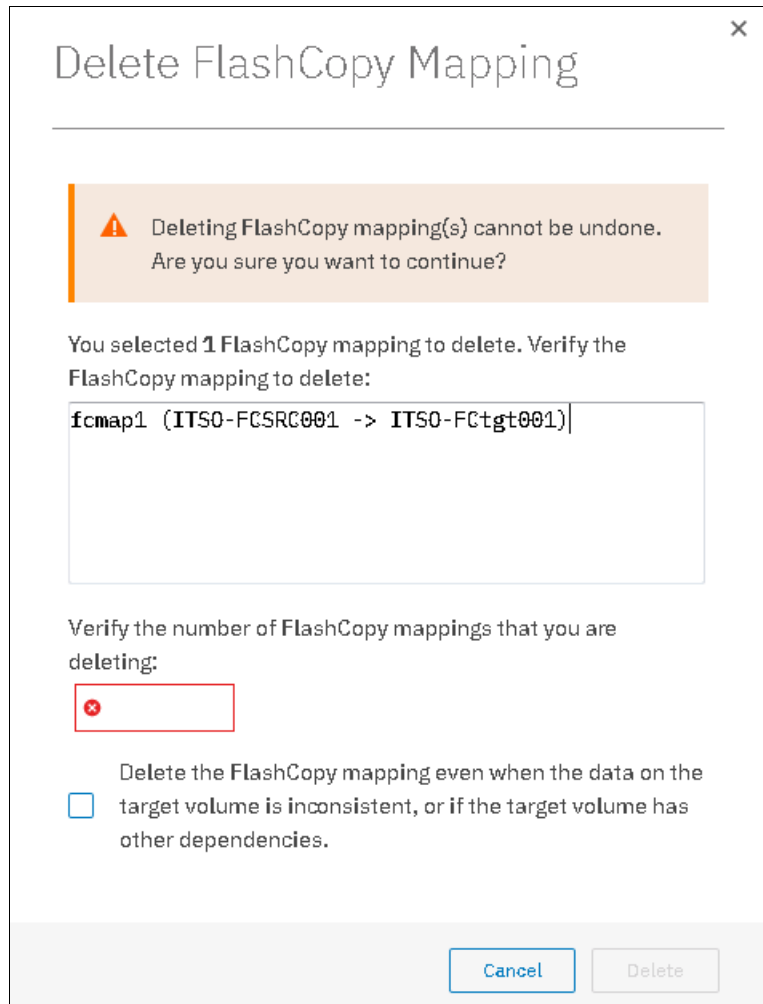 Delete FlashCopy Mapping
Deleting FlashCopy mapping(s) cannot be undone.
Are you sure you want to continue?
You selected 1 FlashCopy mapping to delete. Verify the
FlashCopy mapping to delete:
fcmap1 (ITSO-FCSRC001 -> ITSO-FCtgt001)
Verify the number of FlashCopy mappings that you are
deleting:
Delete the FlashCopy mapping even when the data on the
target volume is inconsistent, or if the target volume has
other dependencies.
Cancel
Delete